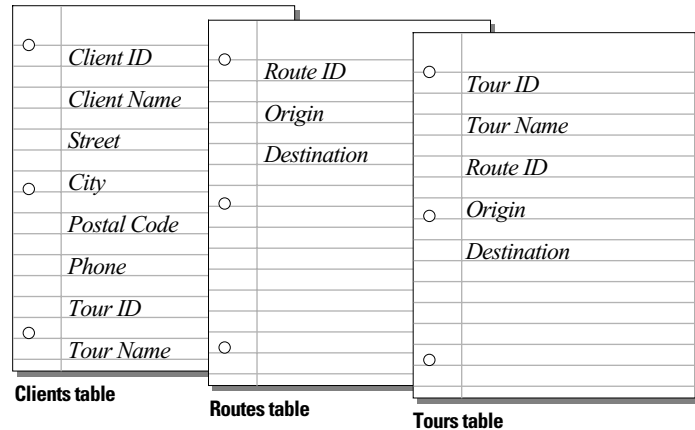 Client ID
Client Name
Street
City
Postal Code
Phone
Tour ID
Tour Name
Clients table
Route ID
Origin
Destination
Routes table
Tour ID
Tour Name
Route ID
Origin
Destination
Tours table